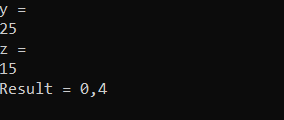 y =
25
z =
15
Result = 0,4